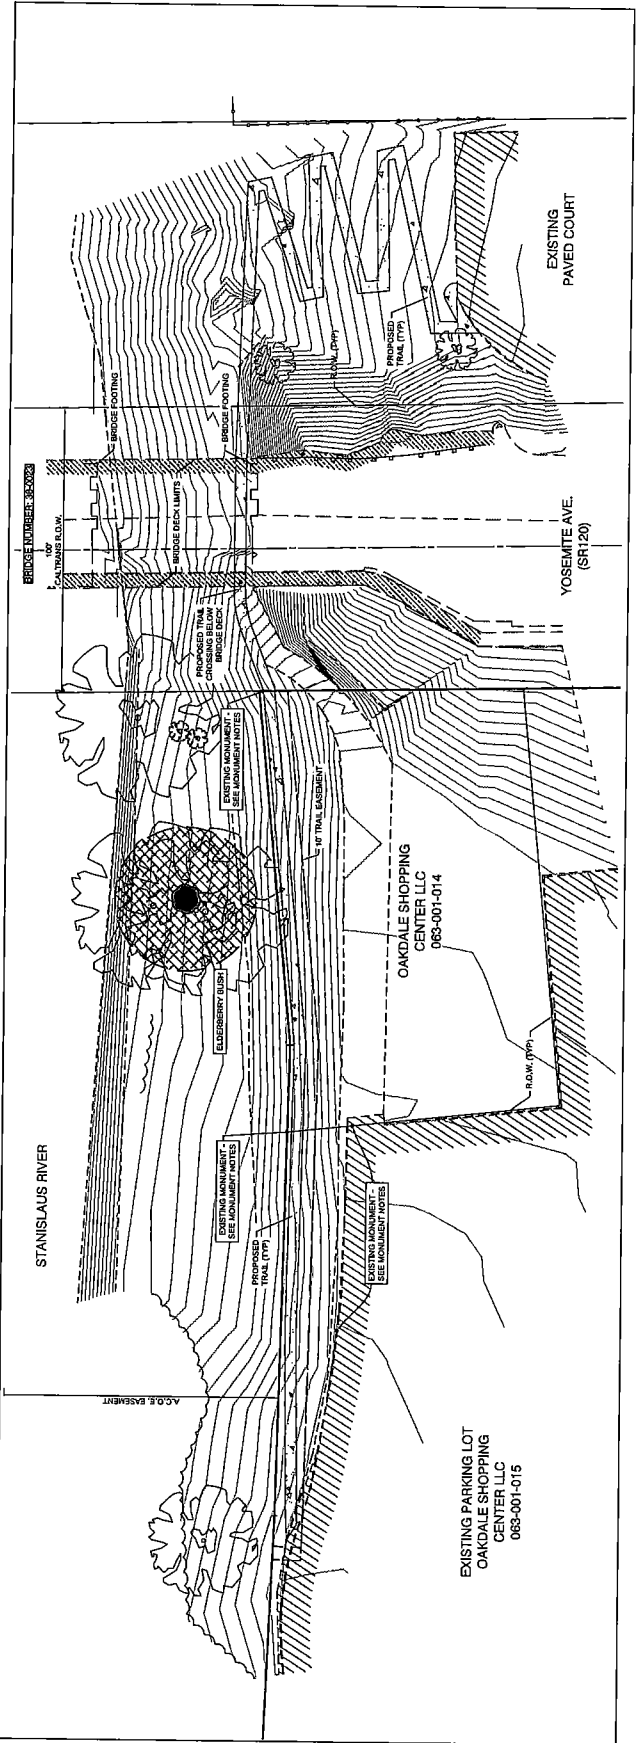 STANISLAUS RIVER
BRIDGE NUMBER: 38-0023
100'
CALTRANS R.O.W.
BRIDGE FOOTING
BRIDGE DECK LIMITS
BRIDGE FOOTING
R.O.W. (TYP)
PROPOSED
TRAIL (TYP)
EXISTING
PAVED COURT
YOSEMITE AVE.
(SR120)
PROPOSED TRAIL
CROSSING BELOW
BRIDGE DECK
EXISTING MONUMENT -
SEE MONUMENT NOTES
10' TRAIL EASEMENT
ELDERBERRY BUSH
OAKDALE SHOPPING
CENTER LLC
063-001-014
R.O.W. (TYP)
EXISTING MONUMENT -
SEE MONUMENT NOTES
PROPOSED
TRAIL (TYP)
EXISTING MONUMENT -
SEE MONUMENT NOTES
A.C.O.E. EASEMENT
EXISTING PARKING LOT
OAKDALE SHOPPING
CENTER LLC
063-001-015